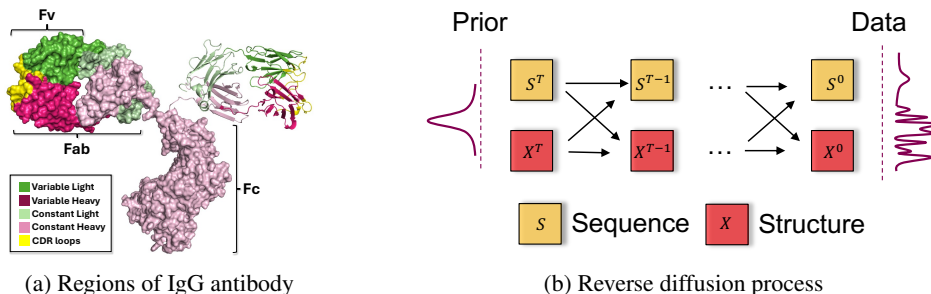 Fv
Fab
Fc
Variable Light
Variable Heavy
Constant Light
Constant Heavy
CDR loops
(a) Regions of IgG antibody
Prior
Data
S^T S^{T-1} ... S^0
X^T X^{T-1} ... X^0
S Sequence X Structure
(b) Reverse diffusion process